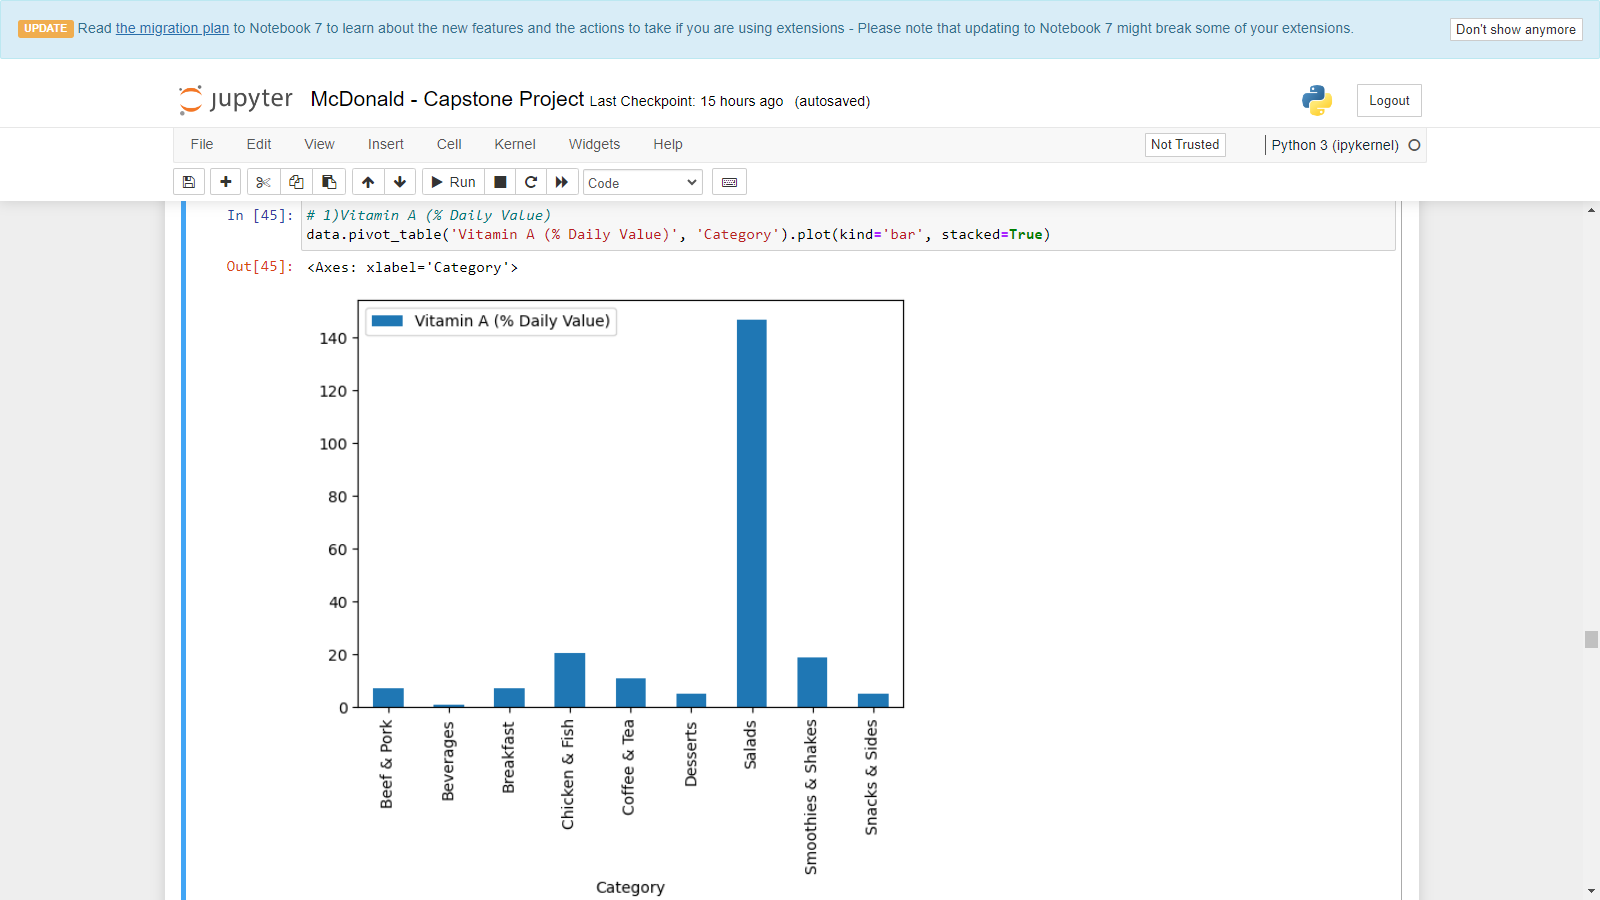 UPDATE Read the migration plan to Notebook 7 to learn about the new features and the actions to take if you are using extensions - Please note that updating to Notebook 7 might break some of your extensions.
Don't show anymore
jupyter McDonald - Capstone Project Last Checkpoint: 15 hours ago (autosaved)
Logout
File Edit View Insert Cell Kernel Widgets Help
Not Trusted
Python 3 (ipykernel)
Run
Code
In [45]: # 1)Vitamin A (% Daily Value)
data.pivot_table('Vitamin A (% Daily Value)', 'Category').plot(kind='bar', stacked=True)
Out[45]: <Axes: xlabel='Category'>
Vitamin A (% Daily Value)
140
120
100
80
60
40
20
0
Beef & Pork
Beverages
Breakfast
Chicken & Fish
Coffee & Tea
Desserts
Salads
Smoothies & Shakes
Snacks & Sides
Category